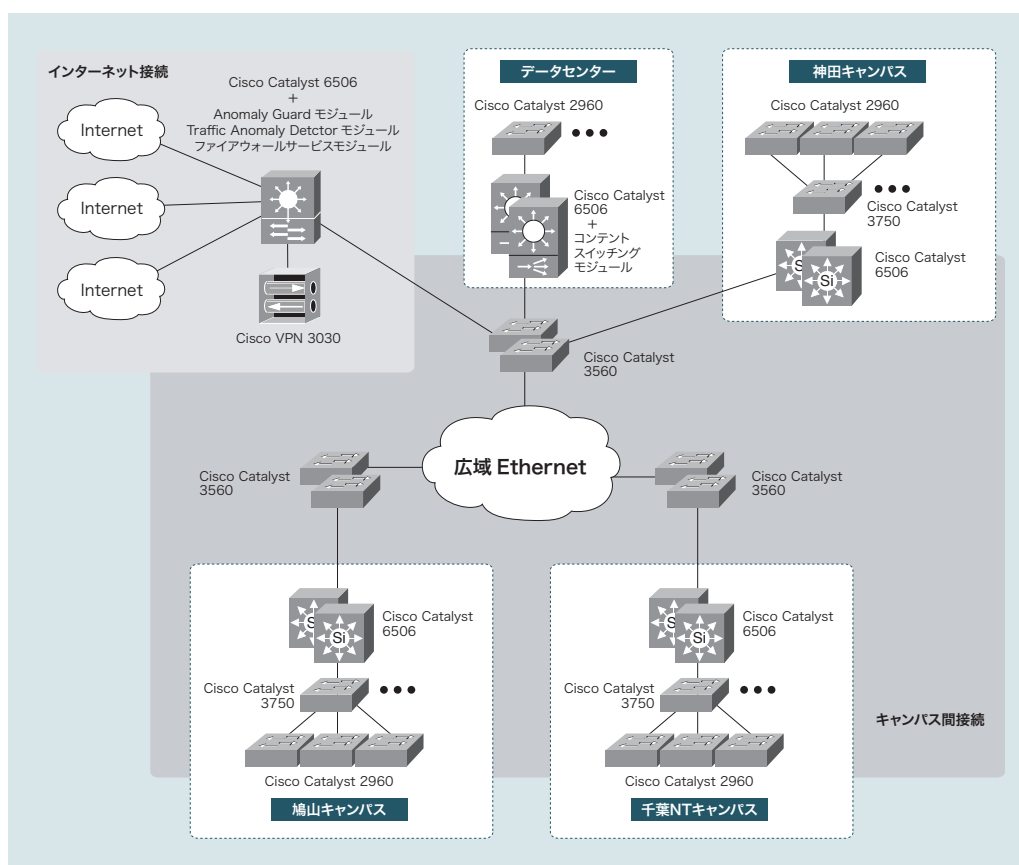 インターネット接続
Internet
Internet
Internet
Cisco Catalyst 6506
+
Anomaly Guard モジュール
Traffic Anomaly Detctor モジュール
ファイアウォールサービスモジュール
Cisco VPN 3030
データセンター
Cisco Catalyst 2960
Cisco Catalyst
6506
+
コンテント
スイッチング
モジュール
神田キャンパス
Cisco Catalyst 2960
Cisco Catalyst
3750
Cisco Catalyst
6506
Si
Si
Cisco Catalyst
3560
広域 Ethernet
Cisco Catalyst
3560
Cisco Catalyst
3560
Si
Si
Cisco Catalyst
6506
Cisco Catalyst
3750
Cisco Catalyst 2960
鳩山キャンパス
Si
Si
Cisco Catalyst
6506
Cisco Catalyst
3750
Cisco Catalyst 2960
千葉NTキャンパス
キャンパス間接続